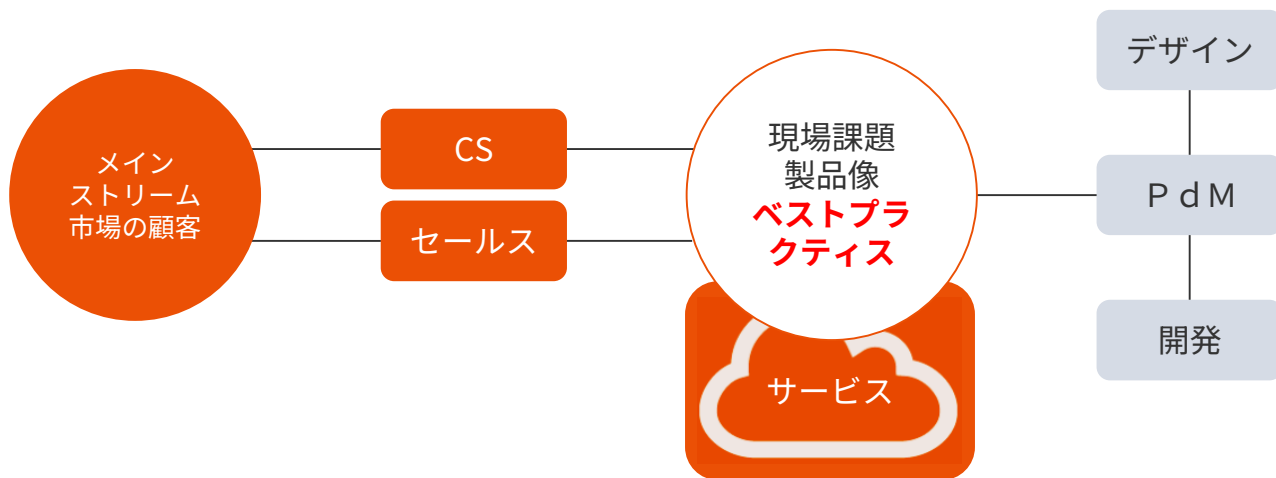 メイン
ストリーム
市場の顧客
CS
セールス
現場課題
製品像
ベストプラ
クティス
サービス
デザイン
ＰｄＭ
開発